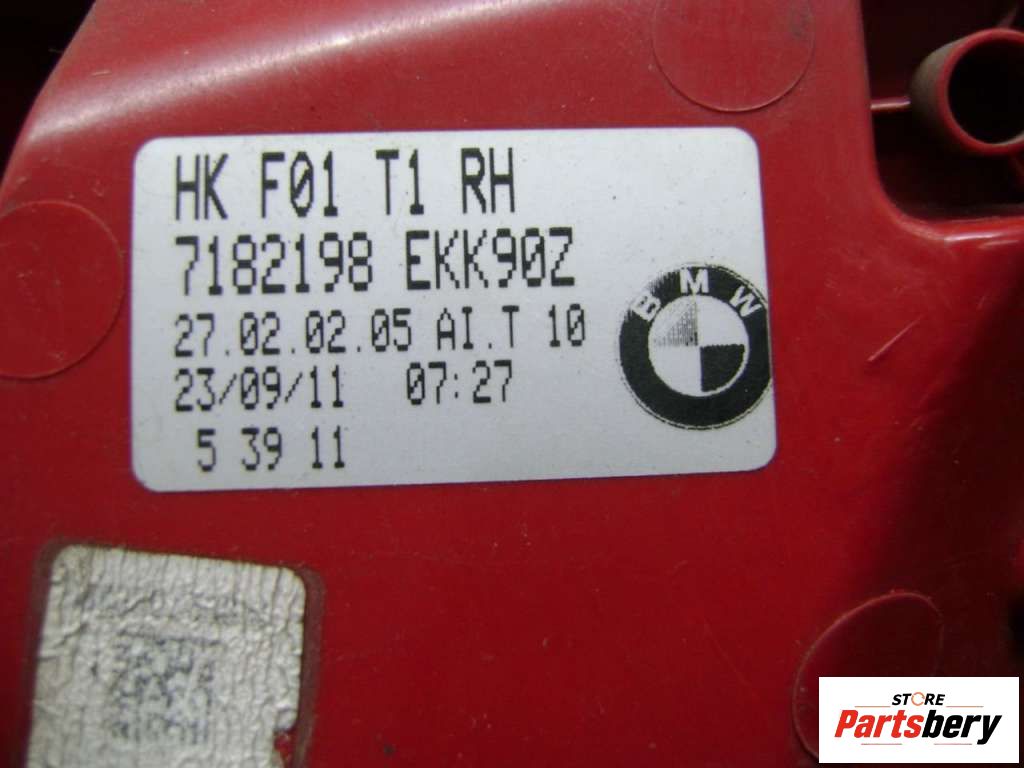 HK F01 T1 RH
7182198 EKK90Z
27.02.02.05 AI.T 10
23/09/11 07:27
5 39 11
BMW
STORE
Partsbery